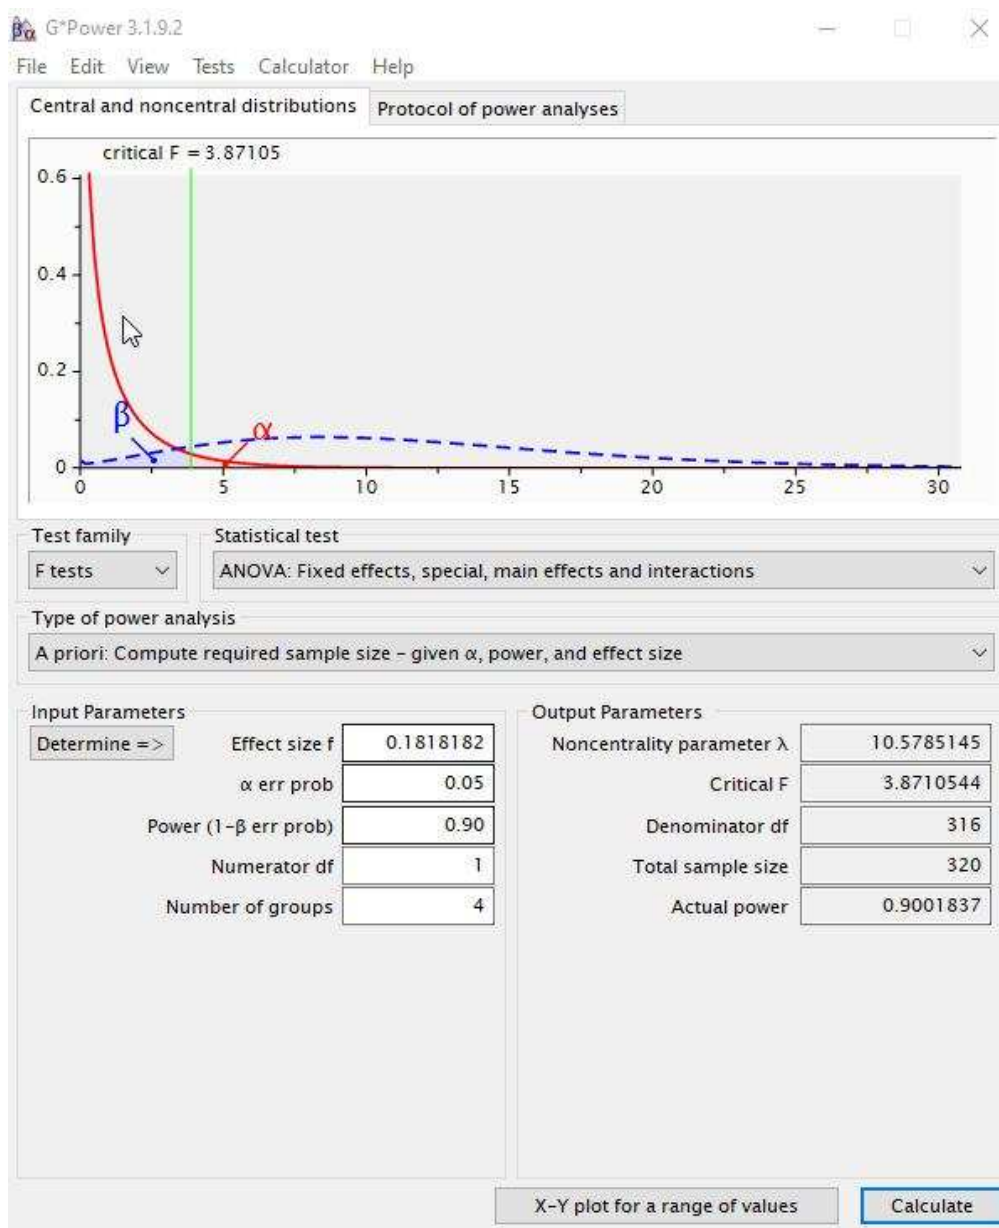 βα G*Power 3.1.9.2
File Edit View Tests Calculator Help
Central and noncentral distributions Protocol of power analyses
critical F = 3.87105
0.6
0.4
0.2
β α
0
0 5 10 15 20 25 30
Test family Statistical test
F tests ANOVA: Fixed effects, special, main effects and interactions
Type of power analysis
A priori: Compute required sample size – given α, power, and effect size
Input Parameters Output Parameters
Determine => Effect size f 0.1818182 Noncentrality parameter λ 10.5785145
α err prob 0.05 Critical F 3.8710544
Power (1-β err prob) 0.90 Denominator df 316
Numerator df 1 Total sample size 320
Number of groups 4 Actual power 0.9001837
X-Y plot for a range of values Calculate